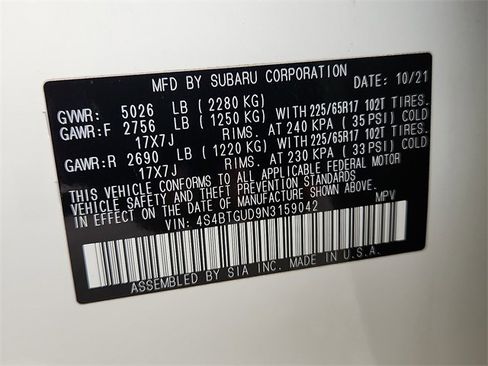 MFD BY SUBARU CORPORATION DATE: 10/21
GVWR: 5026 LB ( 2280 KG)
GAWR:F 2756 LB ( 1250 KG) WITH 225/65R17 102T TIRES.
17X7J RIMS. AT 240 KPA ( 35 PSI) COLD
GAWR:R 2690 LB ( 1220 KG) WITH 225/65R17 102T TIRES.
17X7J RIMS. AT 230 KPA ( 33 PSI) COLD
THIS VEHICLE CONFORMS TO ALL APPLICABLE FEDERAL MOTOR
VEHICLE SAFETY AND THEFT PREVENTION STANDARDS
IN EFFECT ON THE DATE OF MANUFACTURE SHOWN ABOVE.
VIN: 4S4BTGUD9N3159042 MPV
ASSEMBLED BY SIA INC. MADE IN U.S.A.